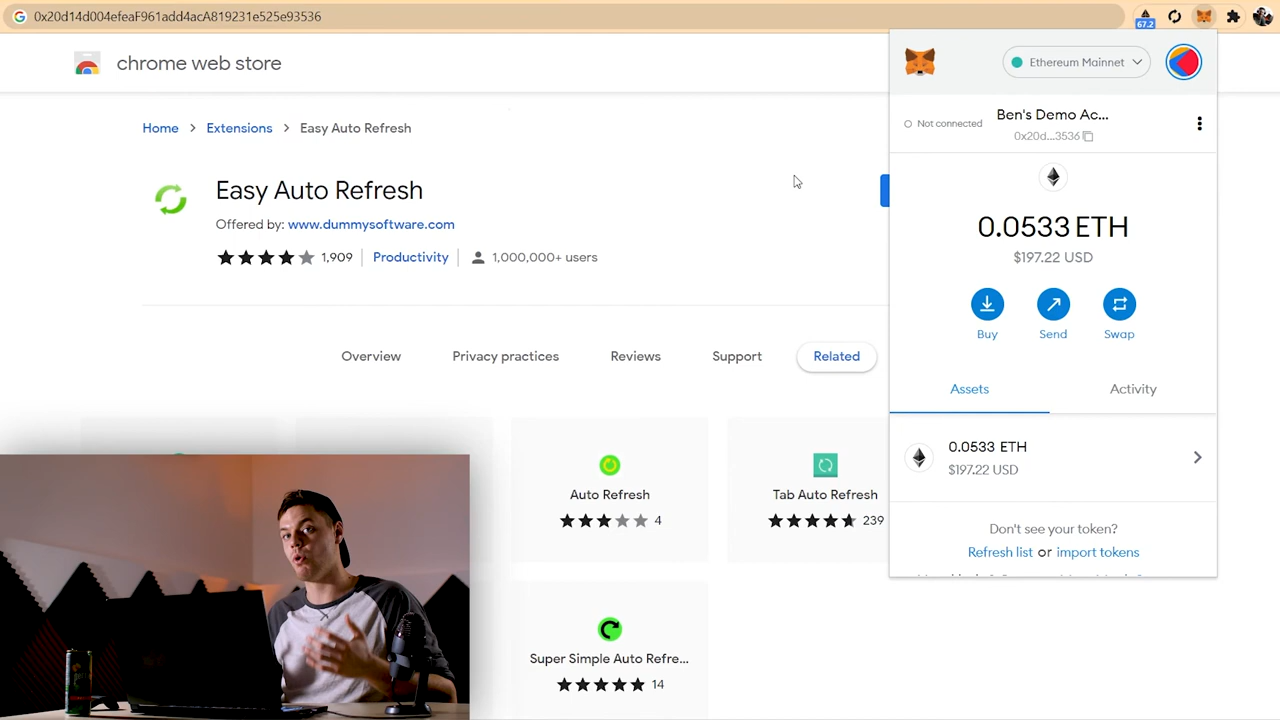 0x20d14d004efeaF961add4acA819231e525e93536
67.2
chrome web store
Ethereum Mainnet
Home > Extensions > Easy Auto Refresh
Not connected
Ben's Demo Ac...
0x20d...3536
Easy Auto Refresh
Offered by: www.dummysoftware.com
1,909
Productivity
1,000,000+ users
0.0533 ETH
$197.22 USD
Buy
Send
Swap
Overview
Privacy practices
Reviews
Support
Related
Assets
Activity
0.0533 ETH
$197.22 USD
Auto Refresh
4
Tab Auto Refresh
239
Don't see your token?
Refresh list or import tokens
Super Simple Auto Refre...
14